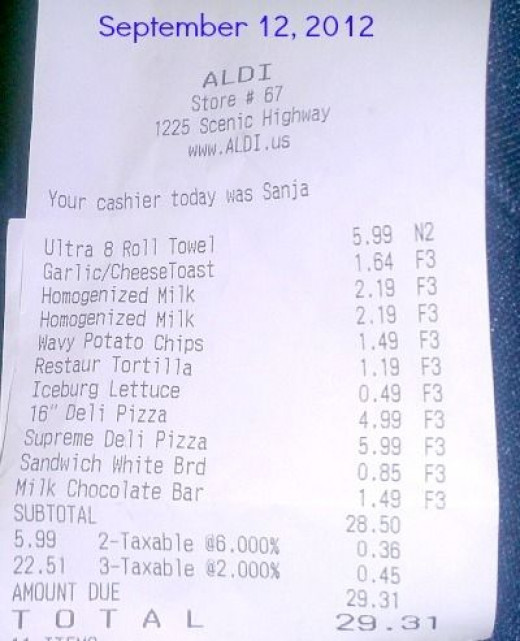 September 12, 2012
ALDI
Store # 67
1225 Scenic Highway
www.ALDI.us
Your cashier today was Sanja
Ultra 8 Roll Towel 5.99 N2
Garlic/CheeseToast 1.64 F3
Homogenized Milk 2.19 F3
Homogenized Milk 2.19 F3
Wavy Potato Chips 1.49 F3
Restaur Tortilla 1.19 F3
Iceburg Lettuce 0.49 F3
16" Deli Pizza 4.99 F3
Supreme Deli Pizza 5.99 F3
Sandwich White Brd 0.85 F3
Milk Chocolate Bar 1.49 F3
SUBTOTAL 28.50
5.99 2-Taxable @6.000% 0.36
22.51 3-Taxable @2.000% 0.45
AMOUNT DUE 29.31
T O T A L 29.31